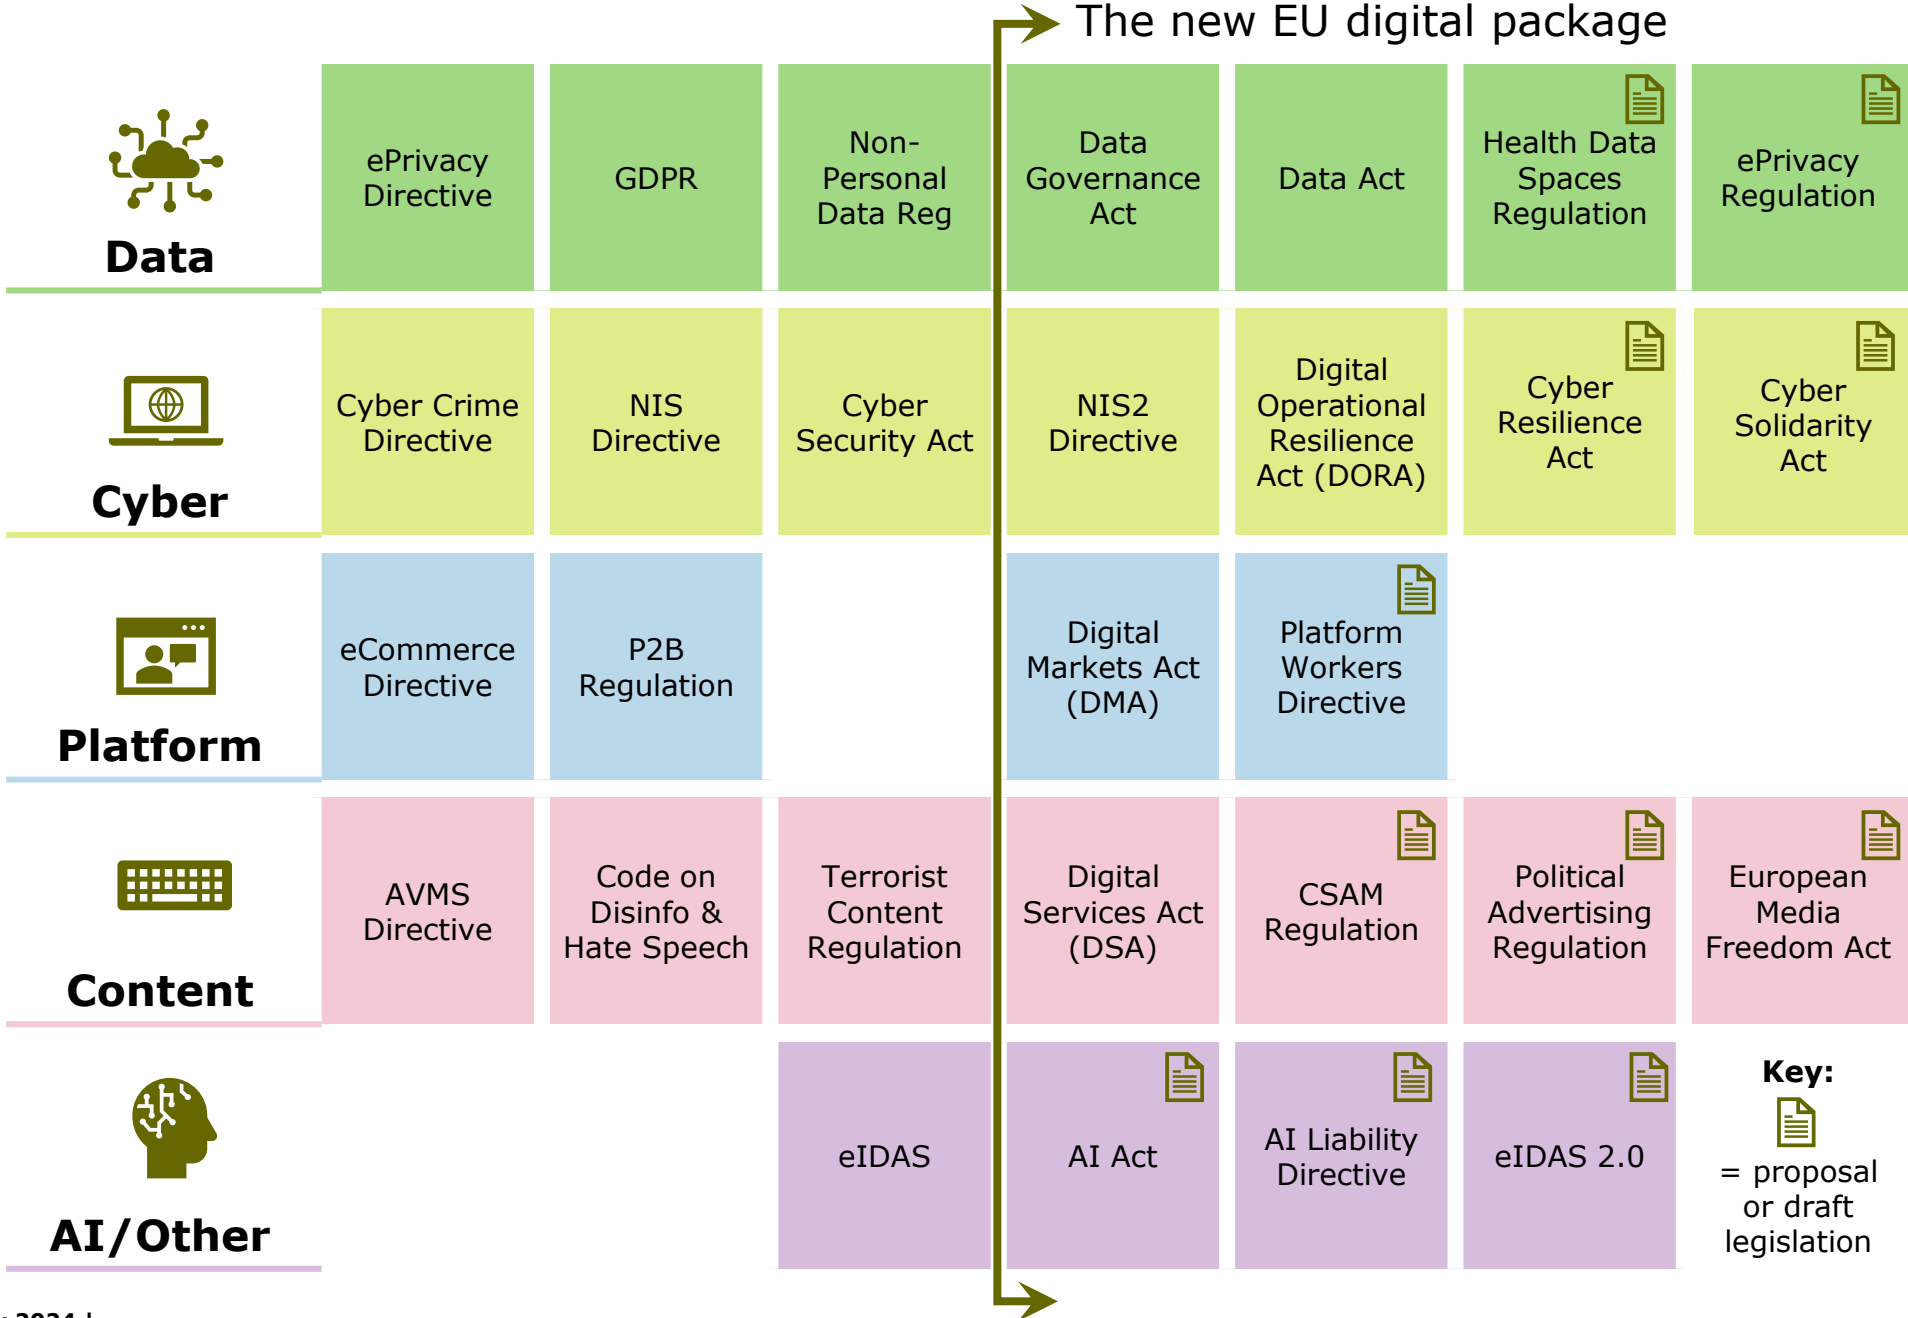 The new EU digital package
Data
ePrivacy
Directive
GDPR
Non-
Personal
Data Reg
Data
Governance
Act
Data Act
Health Data
Spaces
Regulation
ePrivacy
Regulation
Cyber
Cyber Crime
Directive
NIS
Directive
Cyber
Security Act
NIS2
Directive
Digital
Operational
Resilience
Act (DORA)
Cyber
Resilience
Act
Cyber
Solidarity
Act
Platform
eCommerce
Directive
P2B
Regulation
Digital
Markets Act
(DMA)
Platform
Workers
Directive
Content
AVMS
Directive
Code on
Disinfo &
Hate Speech
Terrorist
Content
Regulation
Digital
Services Act
(DSA)
CSAM
Regulation
Political
Advertising
Regulation
European
Media
Freedom Act
AI/Other
eIDAS
AI Act
AI Liability
Directive
eIDAS 2.0
Key:
= proposal
or draft
legislation